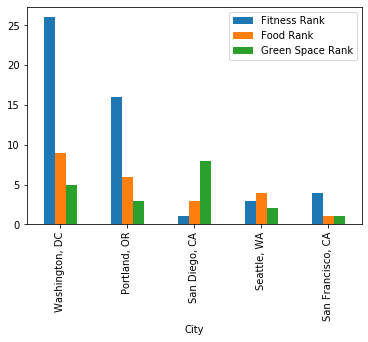 Fitness Rank
Food Rank
Green Space Rank
25
20
15
10
5
0
Washington, DC
Portland, OR
San Diego, CA
Seattle, WA
San Francisco, CA
City